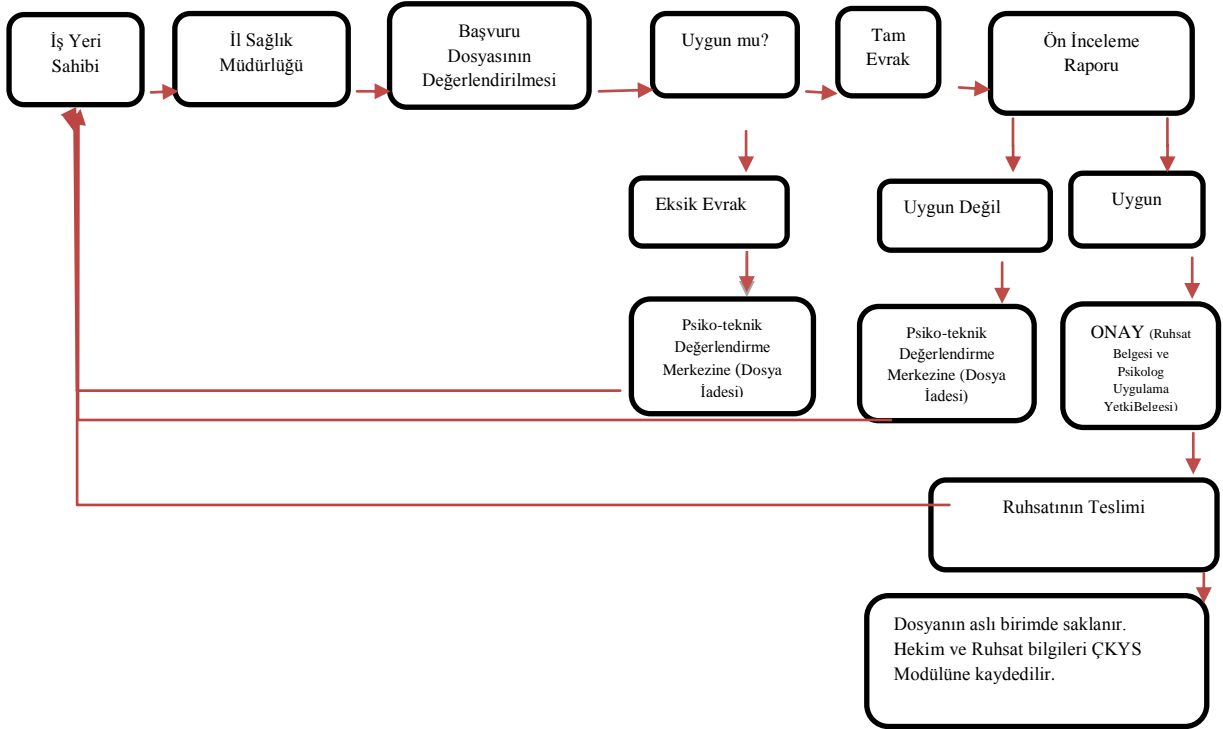 İş Yeri
Sahibi
İl Sağlık
Müdürlüğü
Başvuru
Dosyasının
Değerlendirilmesi
Uygun mu?
Tam
Evrak
Ön İnceleme
Raporu
Eksik Evrak
Uygun Değil
Uygun
Psiko-teknik
Değerlendirme
Merkezine (Dosya
İadesi)
Psiko-teknik
Değerlendirme
Merkezine (Dosya
İadesi)
ONAY (Ruhsat
Belgesi ve
Psikolog
Uygulama
YetkiBelgesi)
Ruhsatının Teslimi
Dosyanın aslı birimde saklanır.
Hekim ve Ruhsat bilgileri ÇKYS
Modülüne kaydedilir.